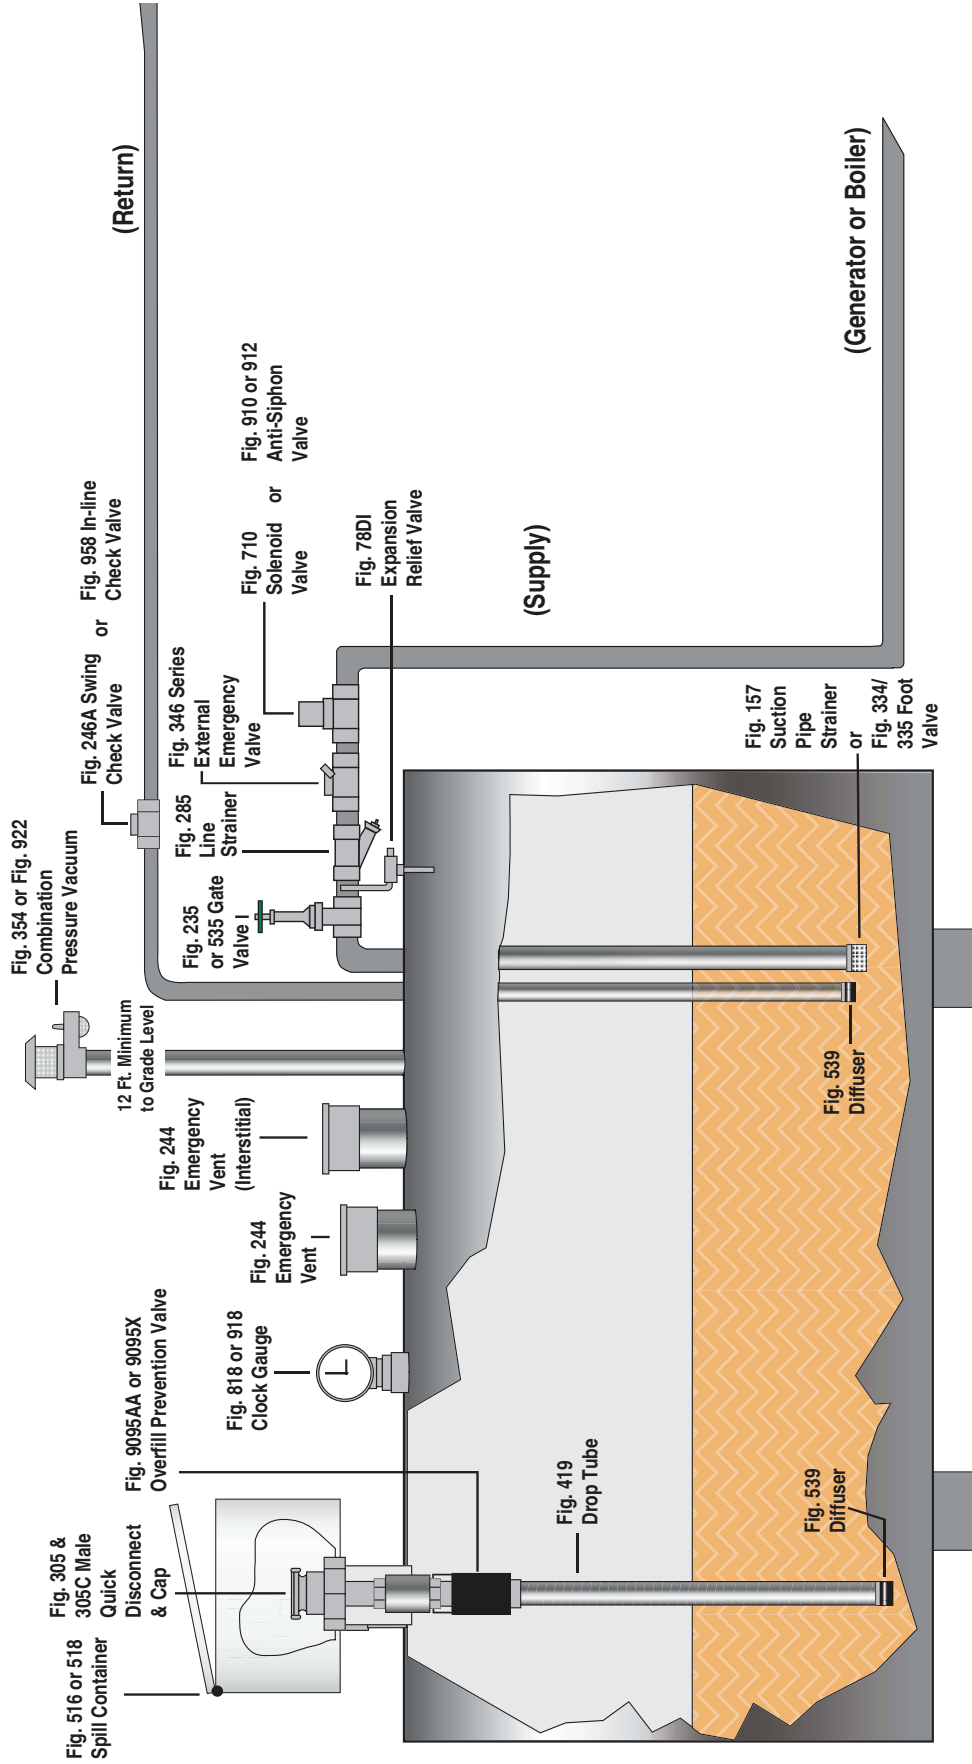 Fig. 516 or 518
Spill Container
Fig. 305 &
305C Male
Quick
Disconnect
& Cap
Fig. 9095AA or 9095X
Overfill Prevention Valve
Fig. 818 or 918
Clock Gauge
Fig. 244
Emergency
Vent
Fig. 244
Emergency
Vent
(Interstitial)
12 Ft. Minimum
to Grade Level
Fig. 354 or Fig. 922
Combination
Pressure Vacuum
Fig. 246A Swing or Fig. 958 In-line
Check Valve Check Valve
(Return)
Fig. 235
or 535 Gate
Valve
Fig. 285
Line
Strainer
Fig. 346 Series
External
Emergency
Valve
Fig. 710
Solenoid or
Valve
Fig. 910 or 912
Anti-Siphon
Valve
Fig. 78DI
Expansion
Relief Valve
(Supply)
(Generator or Boiler)
Fig. 419
Drop Tube
Fig. 539
Diffuser
Fig. 539
Diffuser
Fig. 157
Suction
Pipe
Strainer
or
Fig. 334/
335 Foot
Valve